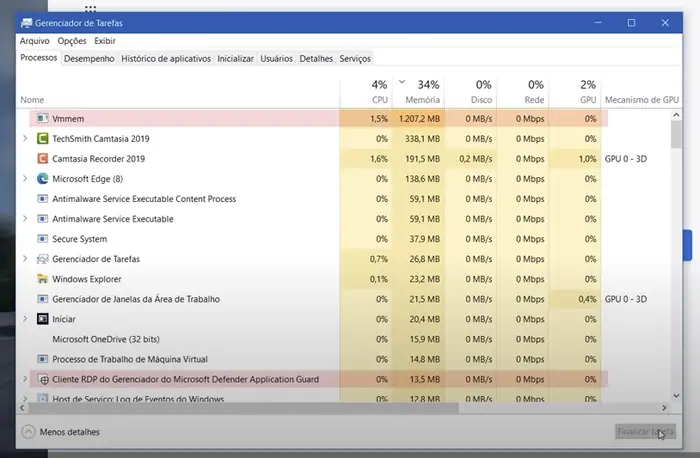 Gerenciador de Tarefas
Arquivo Opções Exibir
Processos Desempenho Histórico de aplicativos Inicializar Usuários Detalhes Serviços
4% 34% 0% 0% 2%
Nome CPU Memória Disco Rede GPU Mecanismo de GPU
Vmmem 1,5% 1.207,2 MB 0 MB/s 0 Mbps 0%
TechSmith Camtasia 2019 0% 338,1 MB 0 MB/s 0 Mbps 0%
Camtasia Recorder 2019 1,6% 191,5 MB 0,2 MB/s 0 Mbps 1,0% GPU 0 - 3D
Microsoft Edge (8) 0% 138,6 MB 0 MB/s 0 Mbps 0%
Antimalware Service Executable Content Process 0% 59,1 MB 0 MB/s 0 Mbps 0%
Antimalware Service Executable 0% 59,1 MB 0 MB/s 0 Mbps 0%
Secure System 0% 37,9 MB 0 MB/s 0 Mbps 0%
Gerenciador de Tarefas 0,7% 26,8 MB 0 MB/s 0 Mbps 0%
Windows Explorer 0,1% 23,2 MB 0 MB/s 0 Mbps 0%
Gerenciador de Janelas da Área de Trabalho 0% 21,5 MB 0 MB/s 0 Mbps 0,4% GPU 0 - 3D
Iniciar 0% 20,4 MB 0 MB/s 0 Mbps 0%
Microsoft OneDrive (32 bits) 0% 15,9 MB 0 MB/s 0 Mbps 0%
Processo de Trabalho de Máquina Virtual 0% 14,8 MB 0 MB/s 0 Mbps 0%
Cliente RDP do Gerenciador do Microsoft Defender Application Guard 0% 13,5 MB 0 MB/s 0 Mbps 0%
Host de Serviço: Log de Eventos do Windows 0% 12,8 MB 0 MB/s 0 Mbps 0%
Menos detalhes Finalizar tarefa